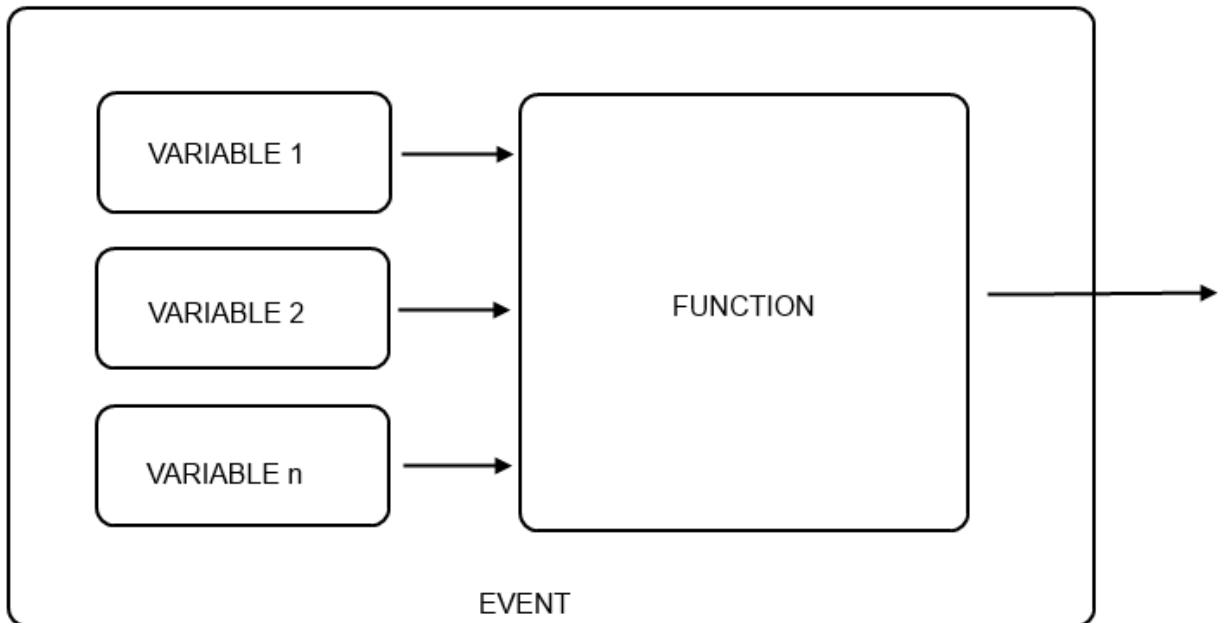 VARIABLE 1
VARIABLE 2
FUNCTION
VARIABLE n
EVENT